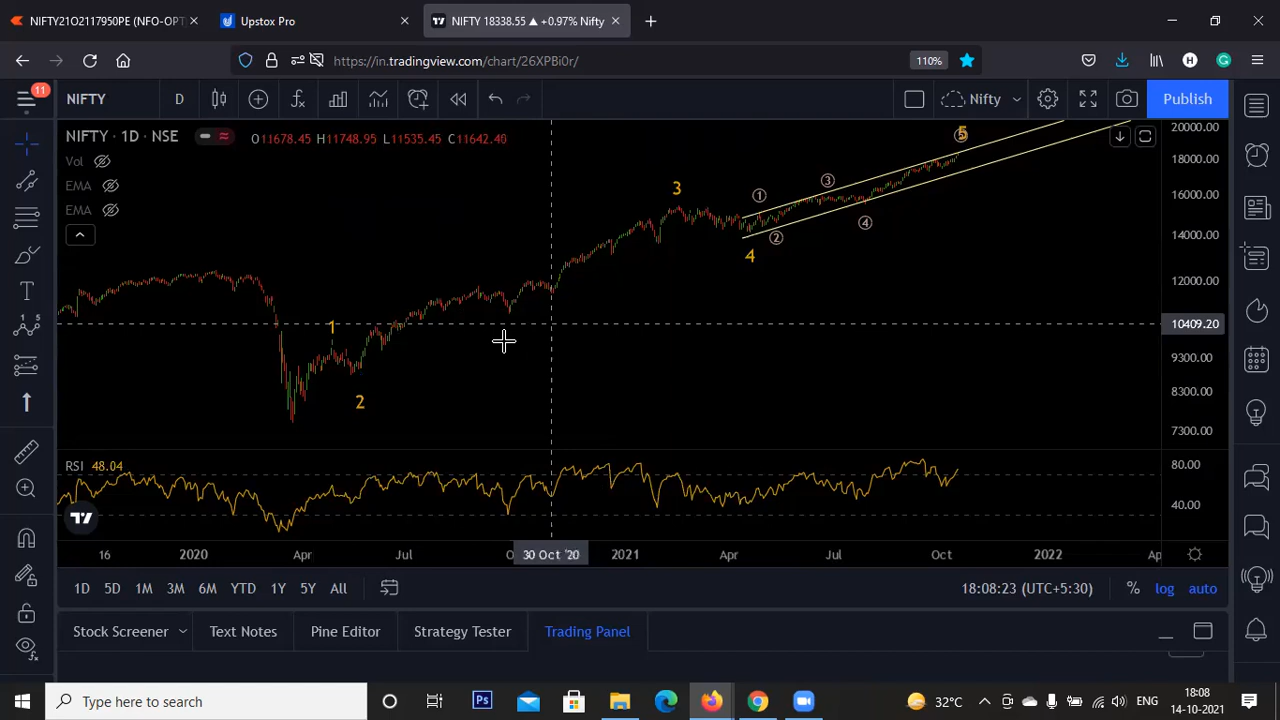 NIFTY21O2117950PE (NFO-OPT
Upstox Pro
NIFTY 18338.55 ▲ +0.97% Nifty
https://in.tradingview.com/chart/26XPBi0r/
110%
11
NIFTY
D
Nifty
Publish
NIFTY · 1D · NSE
O11678.45 H11748.95 L11535.45 C11642.40
Vol
EMA
EMA
1
2
3
4
5
1
2
3
4
20000.00
18000.00
16000.00
14000.00
12000.00
10409.20
9300.00
8300.00
7300.00
RSI 48.04
80.00
40.00
16
2020
Apr
Jul
O
30 Oct '20
2021
Apr
Jul
Oct
2022
Ap
1D 5D 1M 3M 6M YTD 1Y 5Y All
18:08:23 (UTC+5:30)
% log auto
Stock Screener
Text Notes
Pine Editor
Strategy Tester
Trading Panel
Type here to search
Ps
32°C
ENG
18:08
14-10-2021